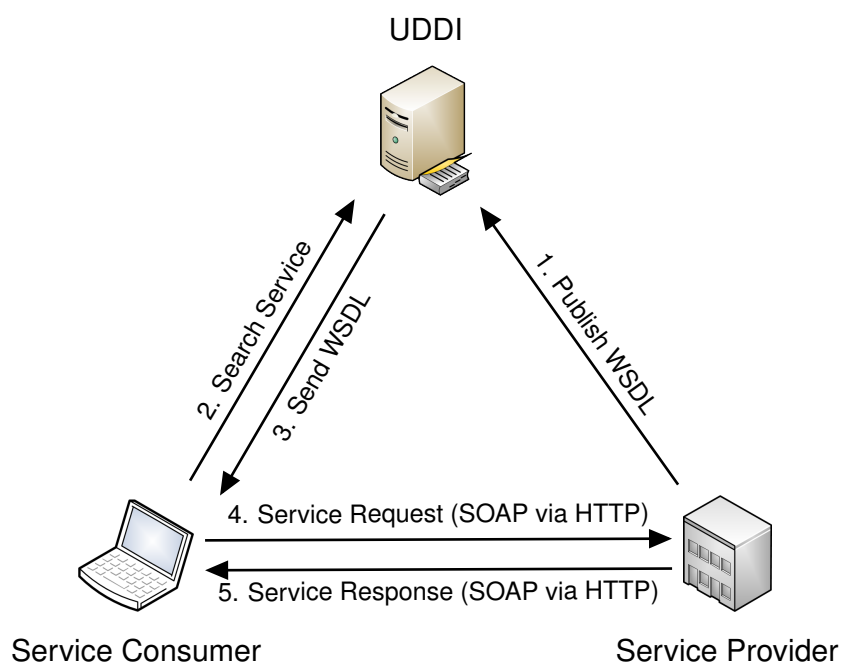 UDDI
2. Search Service
3. Send WSDL
1. Publish WSDL
4. Service Request (SOAP via HTTP)
5. Service Response (SOAP via HTTP)
Service Consumer
Service Provider